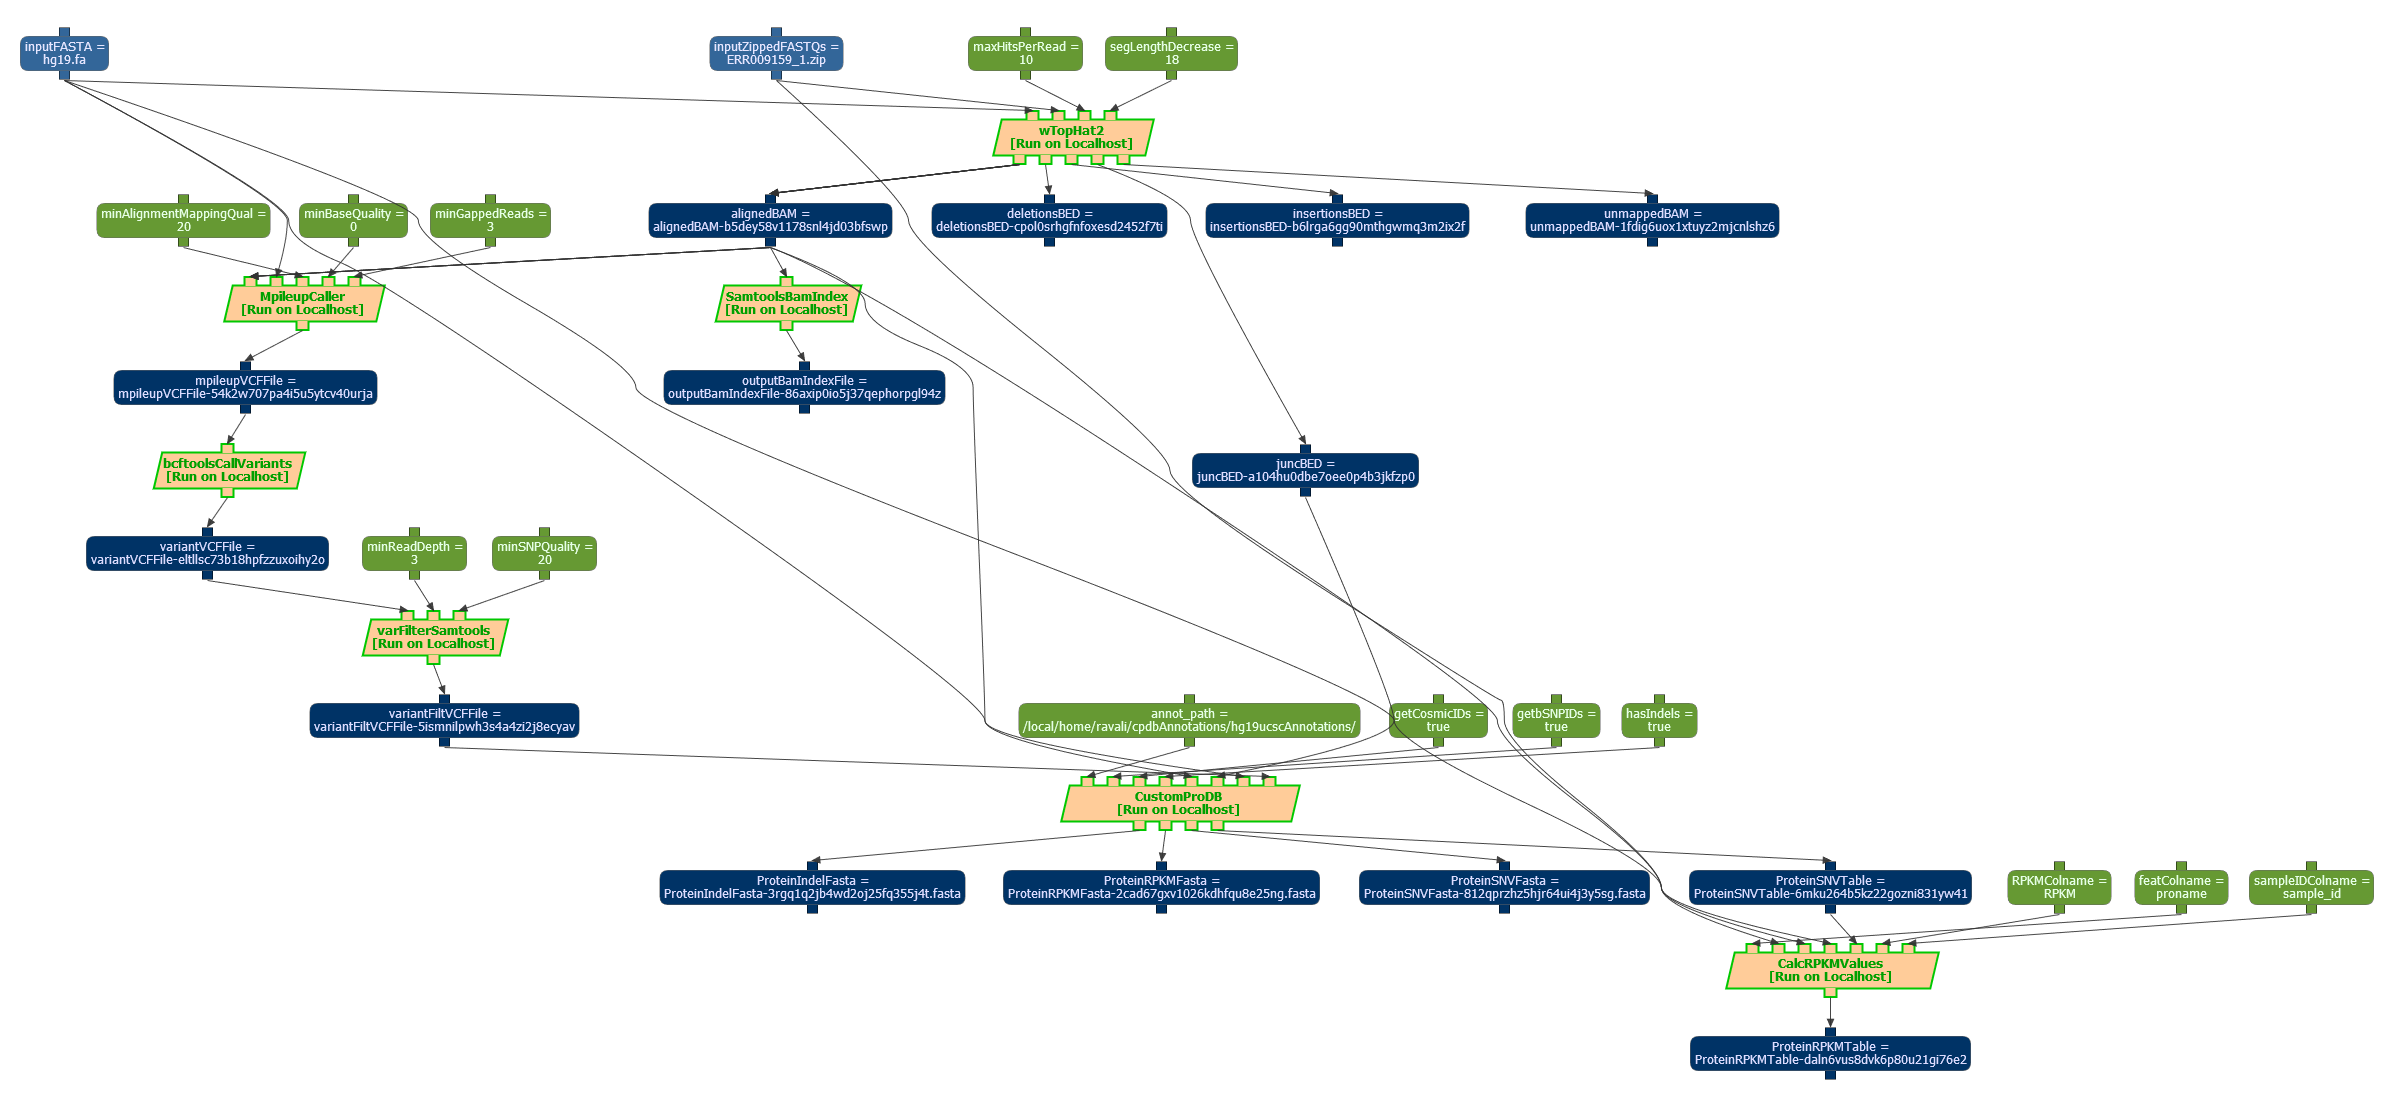 inputFASTA =
hg19.fa
inputZippedFASTQs =
ERR009159_1.zip
maxHitsPerRead =
10
segLengthDecrease =
18
wTopHat2
[Run on Localhost]
minAlignmentMappingQual =
20
minBaseQuality =
0
minGappedReads =
3
alignedBAM =
alignedBAM-b5dey58v1178snl4jd03bfswp
deletionsBED =
deletionsBED-cpol0srhgfnfoxesd2452f7ti
insertionsBED =
insertionsBED-b6lrga6gg90mthgwmq3m2ix2f
unmappedBAM =
unmappedBAM-1fdig6uox1xtuyz2mjcnlshz6
MpileupCaller
[Run on Localhost]
SamtoolsBamIndex
[Run on Localhost]
mpileupVCFFile =
mpileupVCFFile-54k2w707pa4i5u5ytcv40urja
outputBamIndexFile =
outputBamIndexFile-86axip0io5j37qephorpgl94z
bcftoolsCallVariants
[Run on Localhost]
juncBED =
juncBED-a104hu0dbe7oee0p4b3jkfzp0
variantVCFFile =
variantVCFFile-eltllsc73b18hpfzzuxoihy2o
minReadDepth =
3
minSNPQuality =
20
varFilterSamtools
[Run on Localhost]
variantFiltVCFFile =
variantFiltVCFFile-5ismnilpwh3s4a4zi2j8ecyav
annot_path =
/local/home/ravali/cpdbAnnotations/hg19ucscAnnotations/
getCosmicIDs =
true
getbSNPIDs =
true
hasIndels =
true
CustomProDB
[Run on Localhost]
ProteinIndelFasta =
ProteinIndelFasta-3rgq1q2jb4wd2oj25fq355j4t.fasta
ProteinRPKMFasta =
ProteinRPKMFasta-2cad67gxv1026kdhfqu8e25ng.fasta
ProteinSNVFasta =
ProteinSNVFasta-812qprzhz5hjr64ui4j3y5sg.fasta
ProteinSNVTable =
ProteinSNVTable-6mku264b5kz22gozni831yw41
RPKMColname =
RPKM
featColname =
proname
sampleIDColname =
sample_id
CalcRPKMValues
[Run on Localhost]
ProteinRPKMTable =
ProteinRPKMTable-daln6vus8dvk6p80u21gi76e2